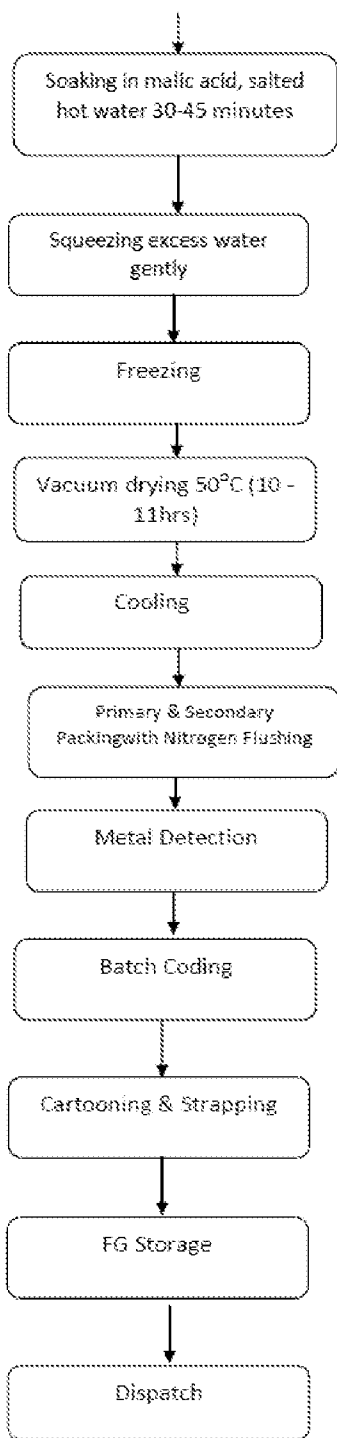 Soaking in malic acid, salted
hot water 30-45 minutes
Squeezing excess water
gently
Freezing
Vacuum drying 50°C (10 -
11hrs)
Cooling
Primary & Secondary
Packingwith Nitrogen Flushing
Metal Detection
Batch Coding
Cartooning & Strapping
FG Storage
Dispatch